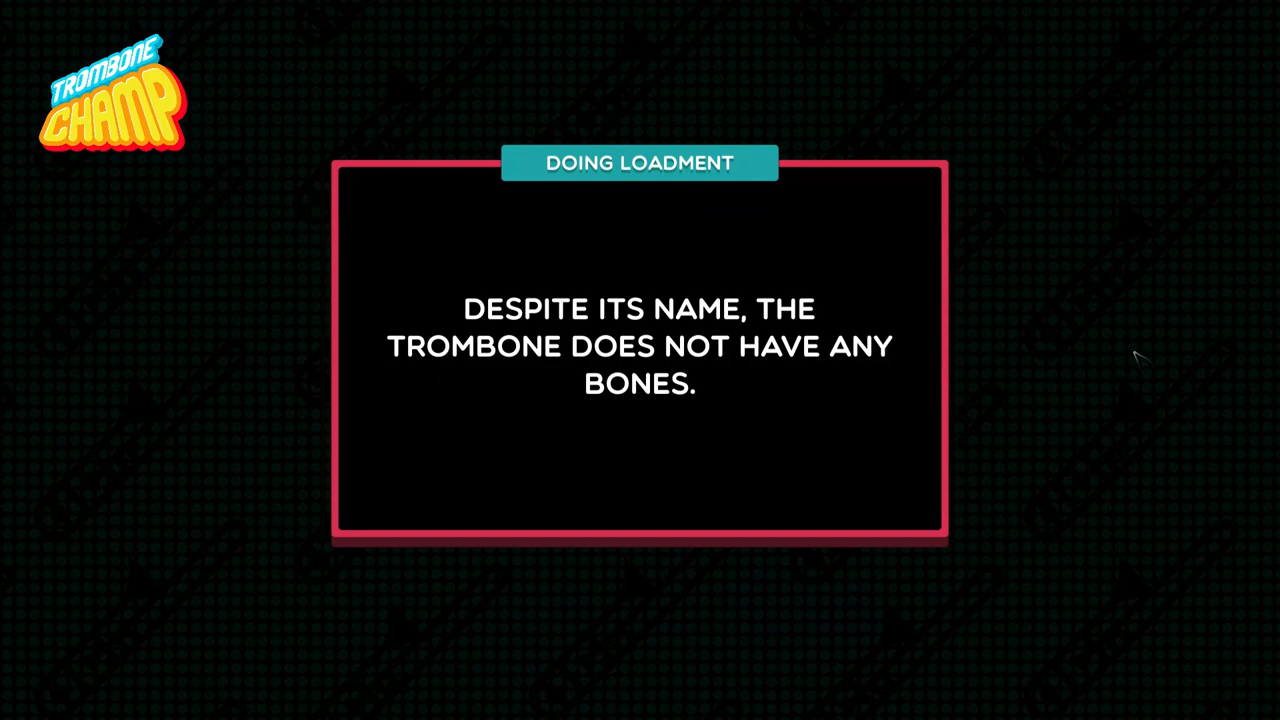 TROMBONE
CHAMP
DOING LOADMENT
DESPITE ITS NAME, THE
TROMBONE DOES NOT HAVE ANY
BONES.